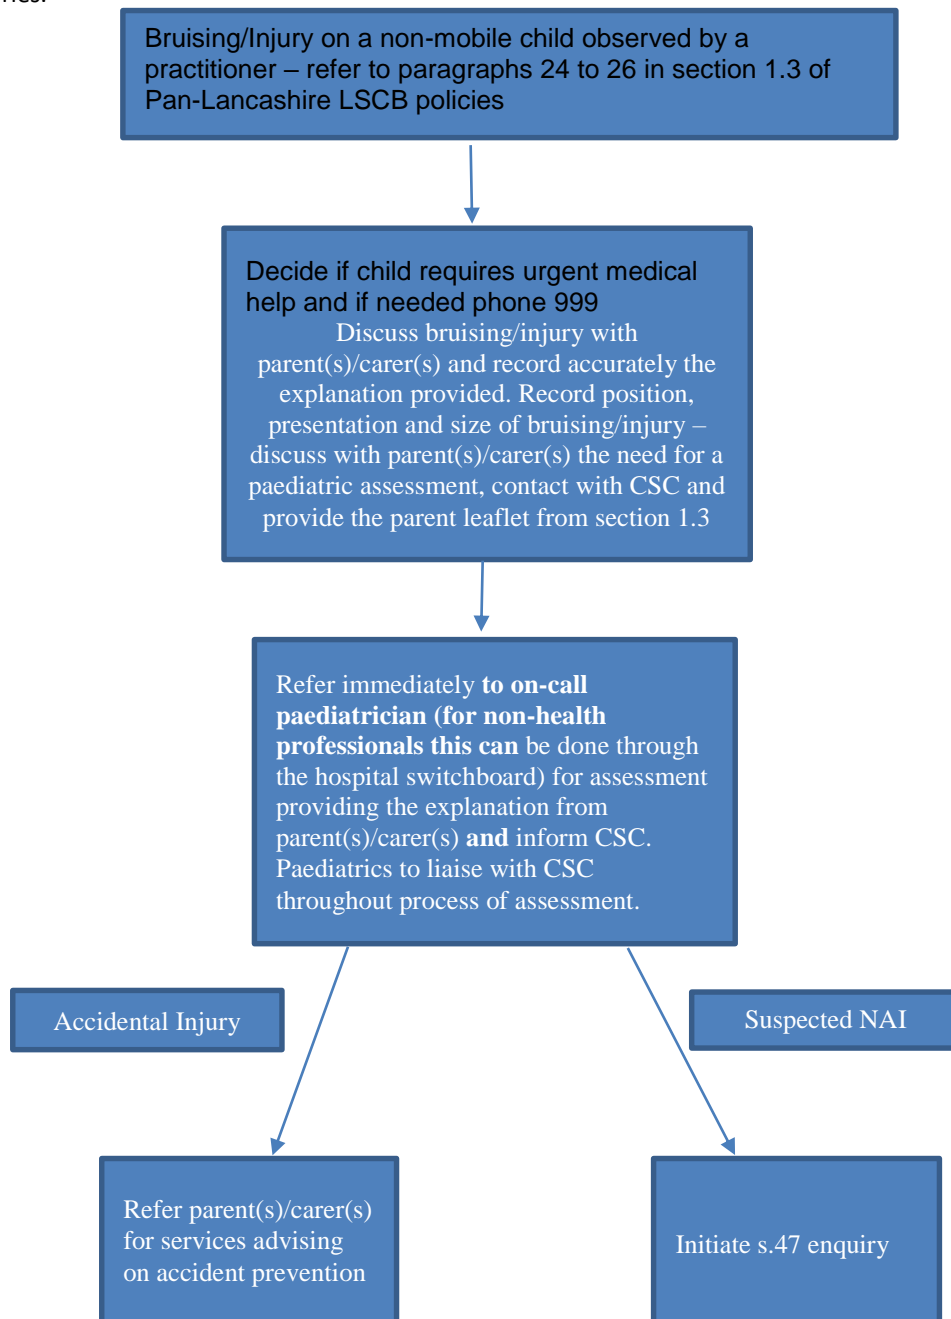 Bruising/Injury on a non-mobile child observed by a
practitioner – refer to paragraphs 24 to 26 in section 1.3 of
Pan-Lancashire LSCB policies
Decide if child requires urgent medical
help and if needed phone 999
Discuss bruising/injury with
parent(s)/carer(s) and record accurately the
explanation provided. Record position,
presentation and size of bruising/injury –
discuss with parent(s)/carer(s) the need for a
paediatric assessment, contact with CSC and
provide the parent leaflet from section 1.3
Refer immediately to on-call
paediatrician (for non-health
professionals this can be done through
the hospital switchboard) for assessment
providing the explanation from
parent(s)/carer(s) and inform CSC.
Paediatrics to liaise with CSC
throughout process of assessment.
Accidental Injury
Suspected NAI
Refer parent(s)/carer(s)
for services advising
on accident prevention
Initiate s.47 enquiry